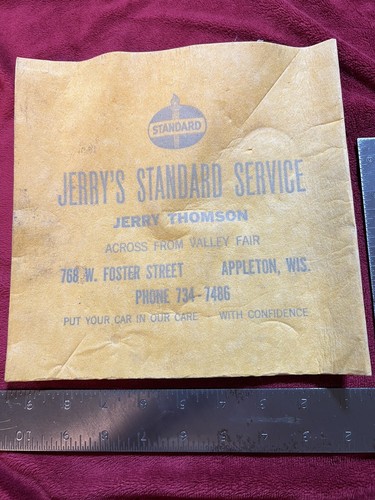 STANDARD
JERRY'S STANDARD SERVICE
JERRY THOMSON
ACROSS FROM VALLEY FAIR
768 W. FOSTER STREET APPLETON, WIS.
PHONE 734-7486
PUT YOUR CAR IN OUR CARE - WITH CONFIDENCE